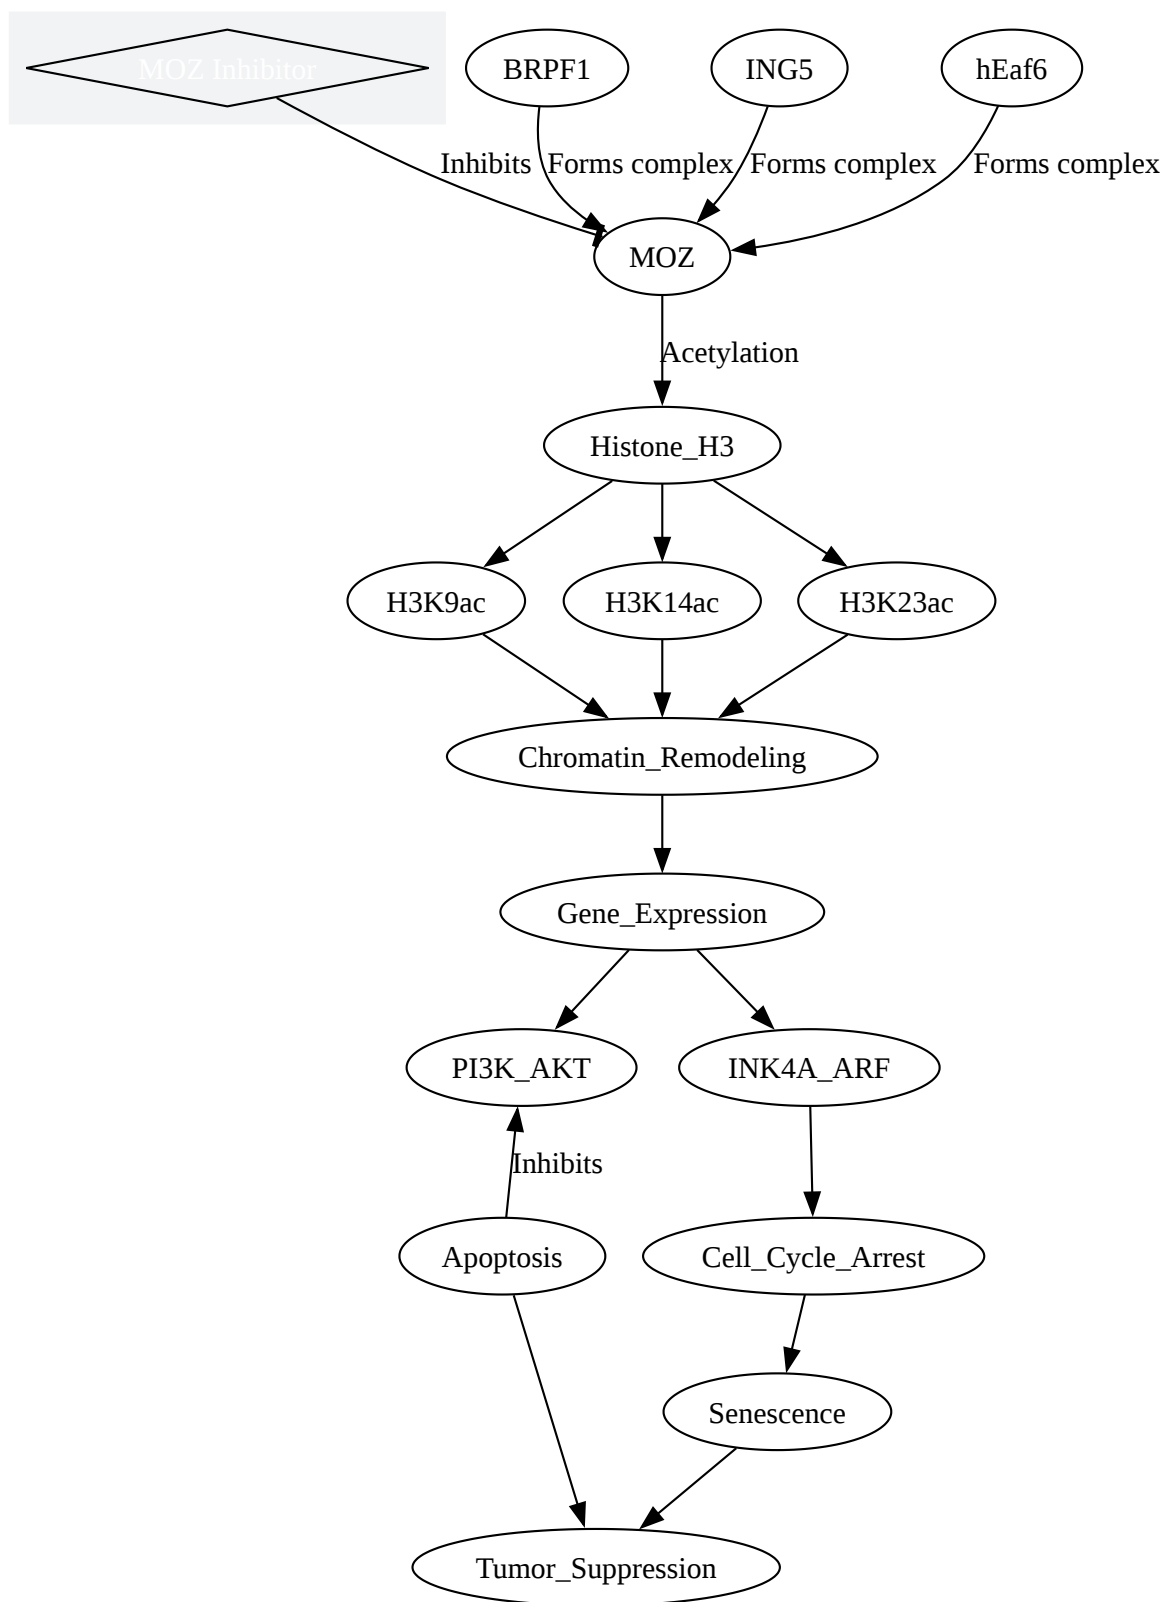 MOZ Inhibitor
BRPF1
ING5
hEaf6
Inhibits
Forms complex
Forms complex
Forms complex
MOZ
Acetylation
Histone_H3
H3K9ac
H3K14ac
H3K23ac
Chromatin_Remodeling
Gene_Expression
PI3K_AKT
INK4A_ARF
Inhibits
Apoptosis
Cell_Cycle_Arrest
Senescence
Tumor_Suppression